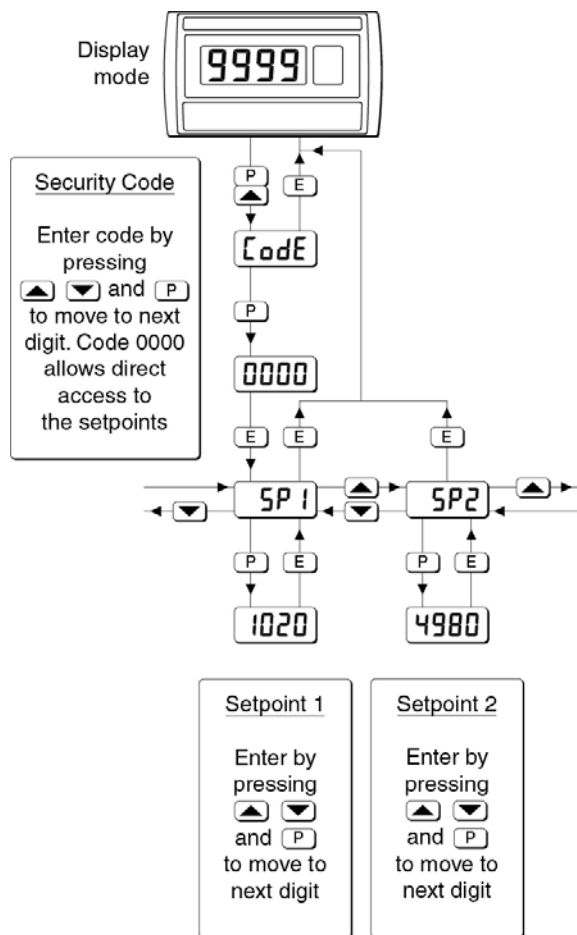 Display
mode
9999
Security Code
Enter code by
pressing
▲ ▼ and P
to move to next
digit. Code 0000
allows direct
access to
the setpoints
P
▲
E
CodE
P
0000
E
E
E
SP1
▲
▼
SP2
▲
▼
P
E
P
E
1020
4980
Setpoint 1
Enter by
pressing
▲ ▼
and P
to move to
next digit
Setpoint 2
Enter by
pressing
▲ ▼
and P
to move to
next digit